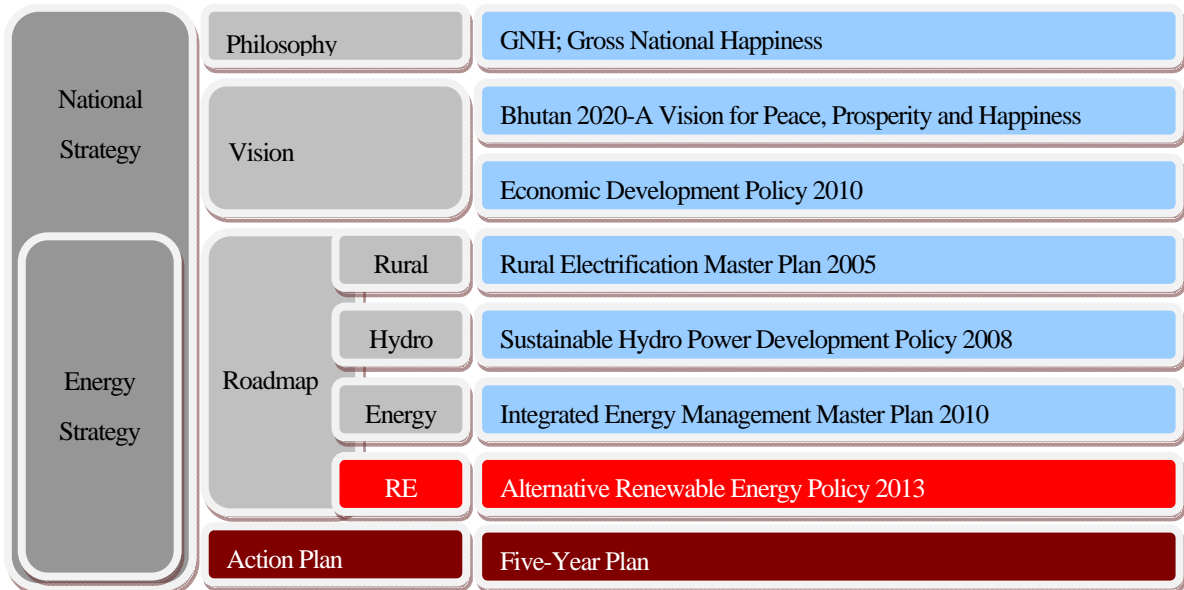 National
Strategy
Philosophy
GNH; Gross National Happiness
Vision
Bhutan 2020-A Vision for Peace, Prosperity and Happiness
Economic Development Policy 2010
Energy
Strategy
Roadmap
Rural
Rural Electrification Master Plan 2005
Hydro
Sustainable Hydro Power Development Policy 2008
Energy
Integrated Energy Management Master Plan 2010
RE
Alternative Renewable Energy Policy 2013
Action Plan
Five-Year Plan